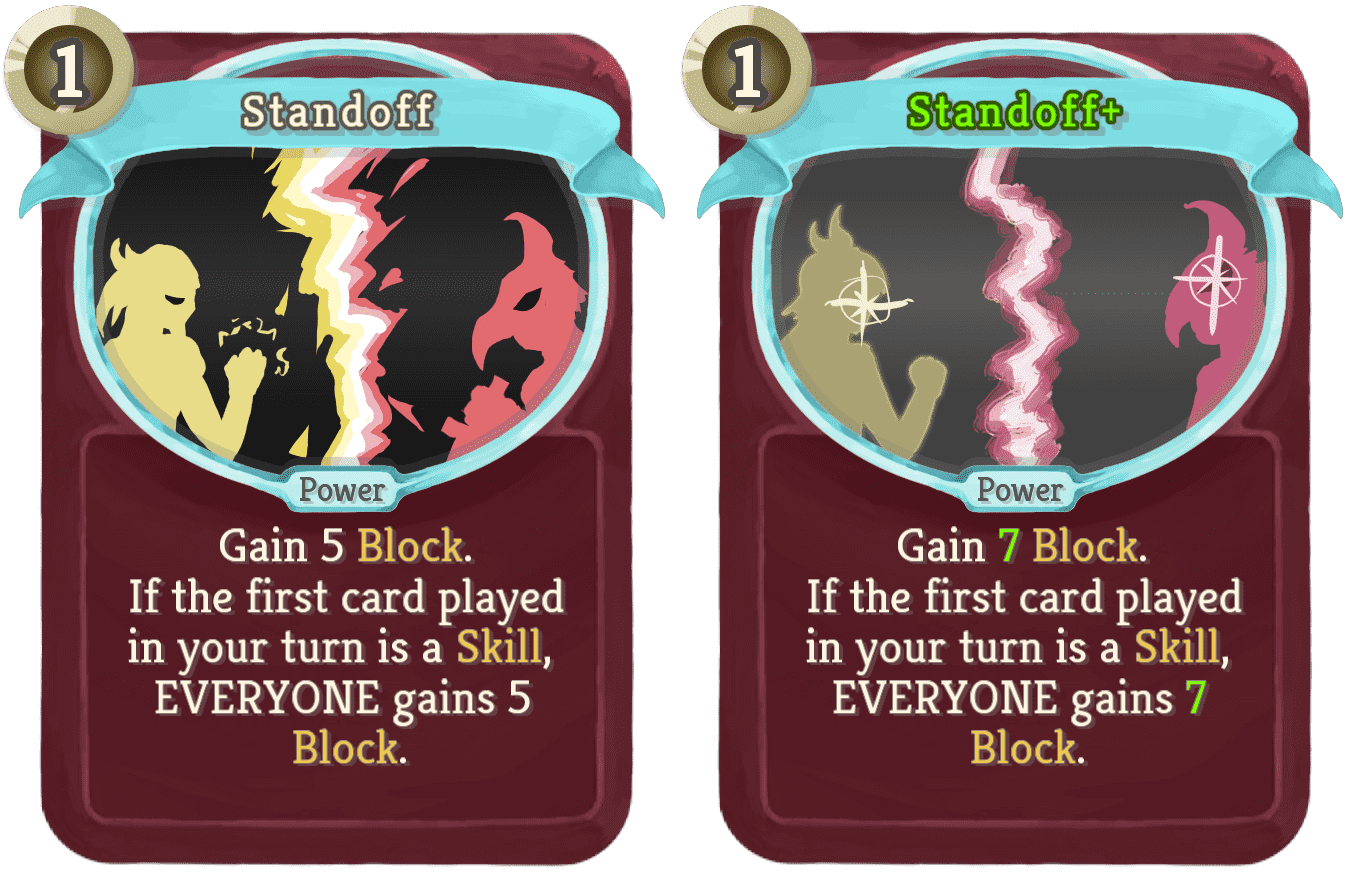 1
Standoff
Power
Gain 5 Block.
If the first card played
in your turn is a Skill,
EVERYONE gains 5
Block.
1
Standoff+
Power
Gain 7 Block.
If the first card played
in your turn is a Skill,
EVERYONE gains 7
Block.